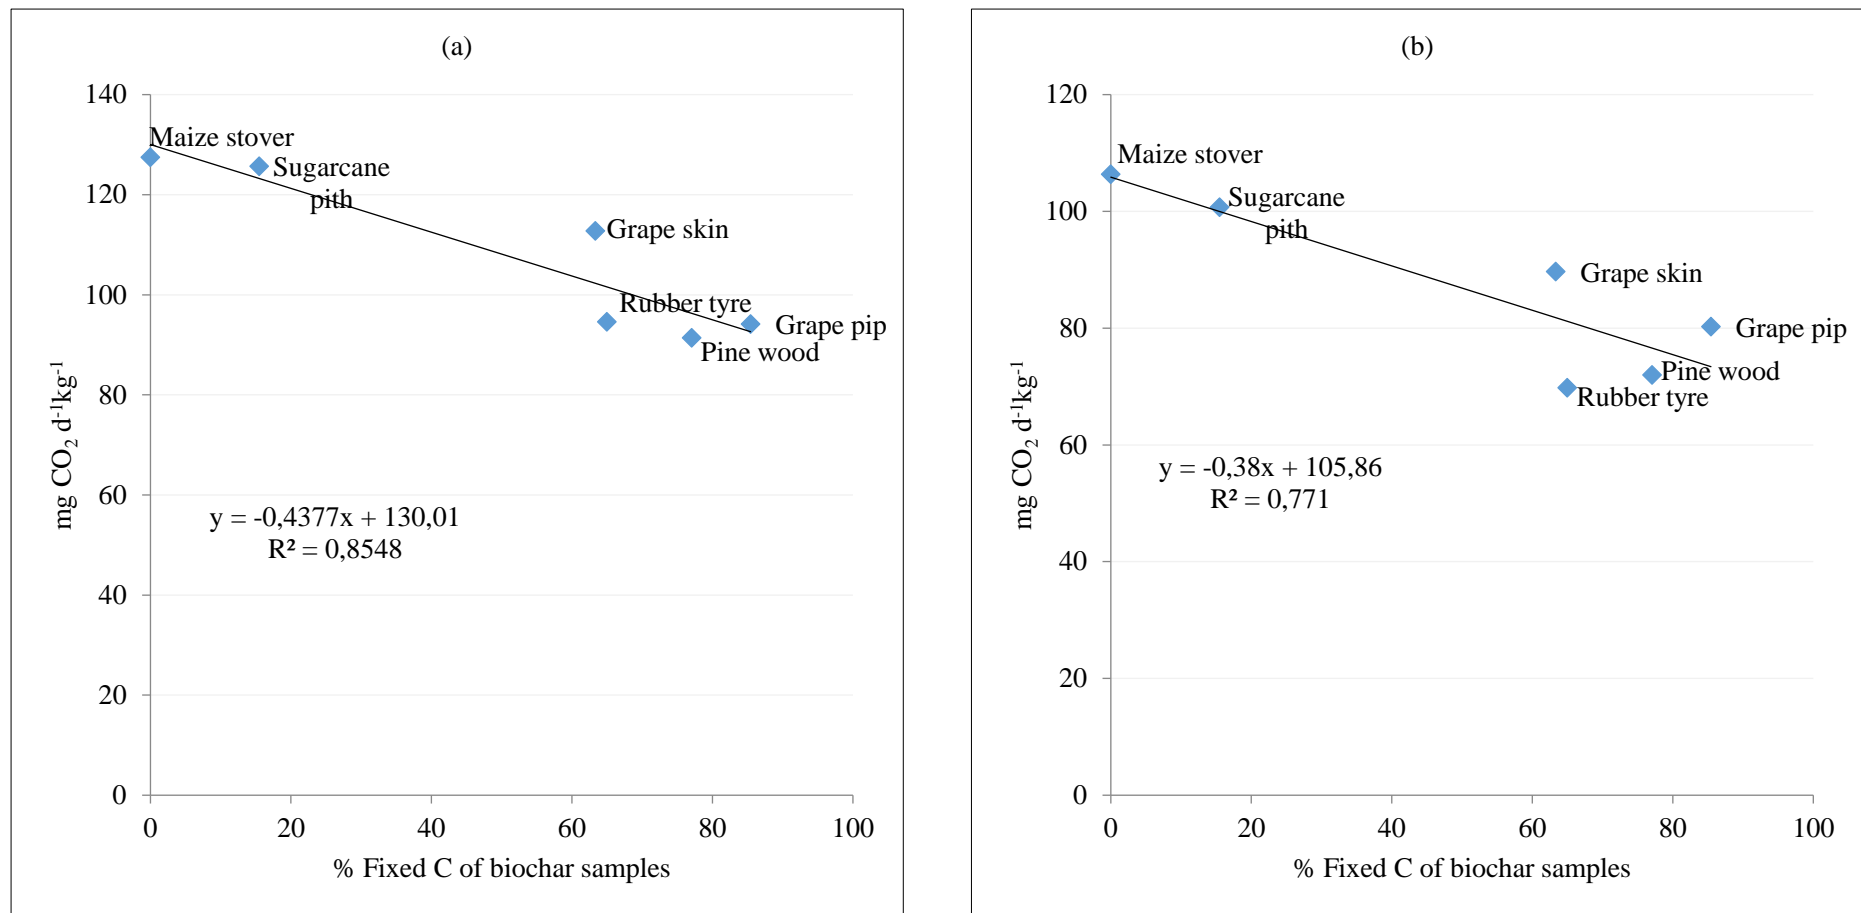 (a)
140
120
100
80
60
40
20
0
0 20 40 60 80 100
mg CO₂ d⁻¹kg⁻¹
% Fixed C of biochar samples
Maize stover
Sugarcane
pith
Grape skin
Rubber tyre
Grape pip
Pine wood
y = -0,4377x + 130,01
R² = 0,8548
(b)
120
100
80
60
40
20
0
0 20 40 60 80 100
mg CO₂ d⁻¹kg⁻¹
% Fixed C of biochar samples
Maize stover
Sugarcane
pith
Grape skin
Grape pip
Pine wood
Rubber tyre
y = -0,38x + 105,86
R² = 0,771